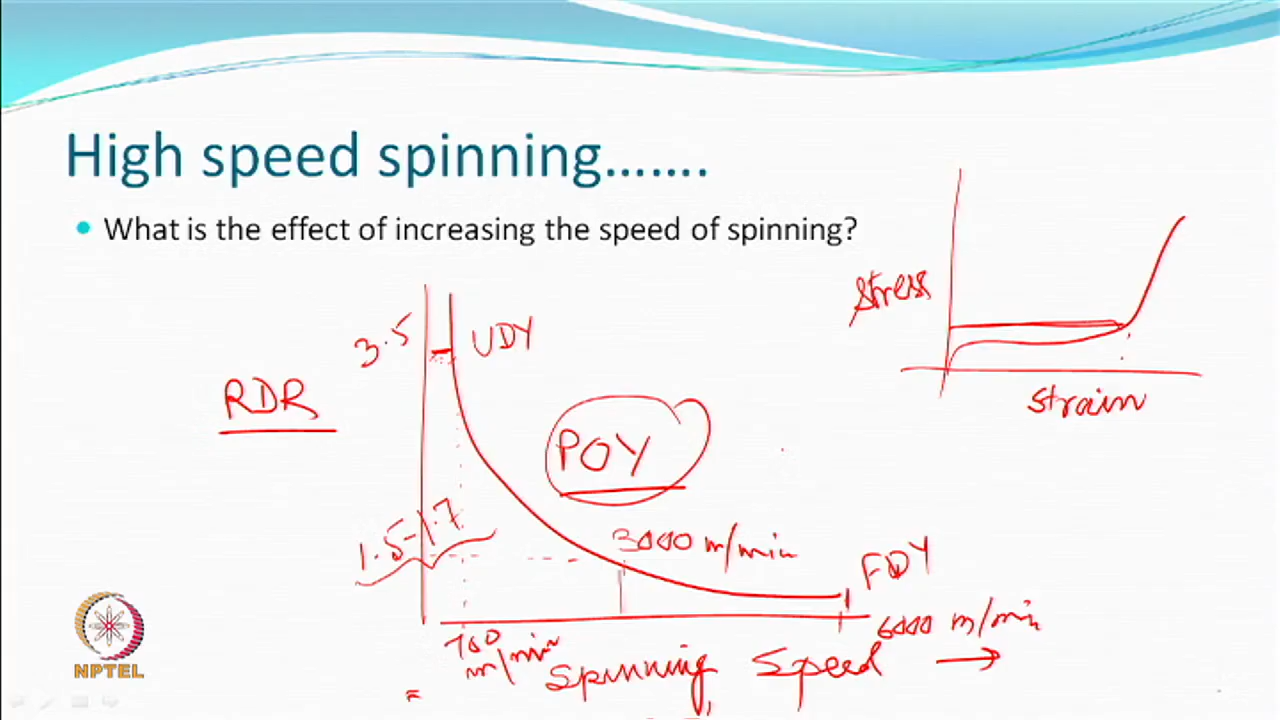 High speed spinning.......
What is the effect of increasing the speed of spinning?
Stress
Strain
3.5
UDY
RDR
POY
1.5-1.7
3000 m/min
FDY
700 m/min
6000 m/min
Spinning Speed
NPTEL